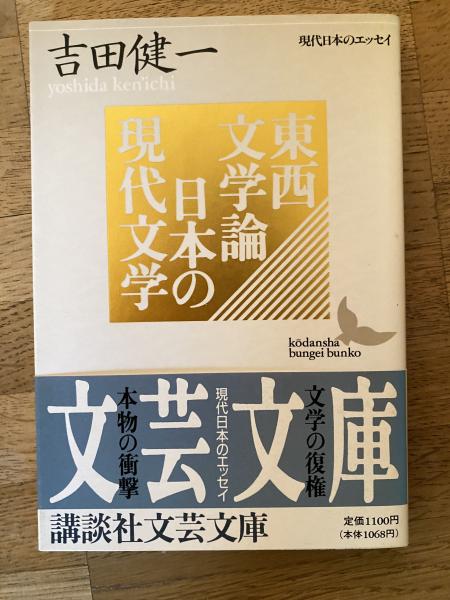 吉田健一
yoshida ken'ichi
現代日本のエッセイ
東西
文学論
日本の
現代文学
kōdansha
bungei bunko
文芸文庫
文学の復権
現代日本のエッセイ
本物の衝撃
講談社文芸文庫
定価1100円
(本体1068円)